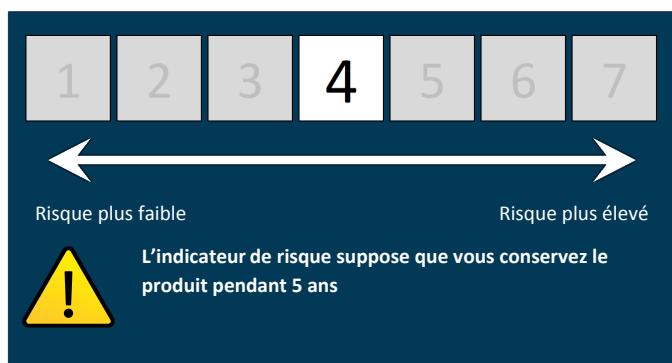 1 2 3 4 5 6 7
Risque plus faible Risque plus élevé
L’indicateur de risque suppose que vous conservez le
produit pendant 5 ans